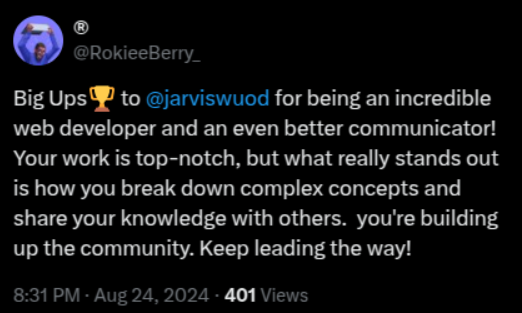 ®
@RokieeBerry_
Big Ups🏆 to @jarviswuod for being an incredible
web developer and an even better communicator!
Your work is top-notch, but what really stands out
is how you break down complex concepts and
share your knowledge with others.  you're building
up the community. Keep leading the way!
8:31 PM · Aug 24, 2024 · 401 Views